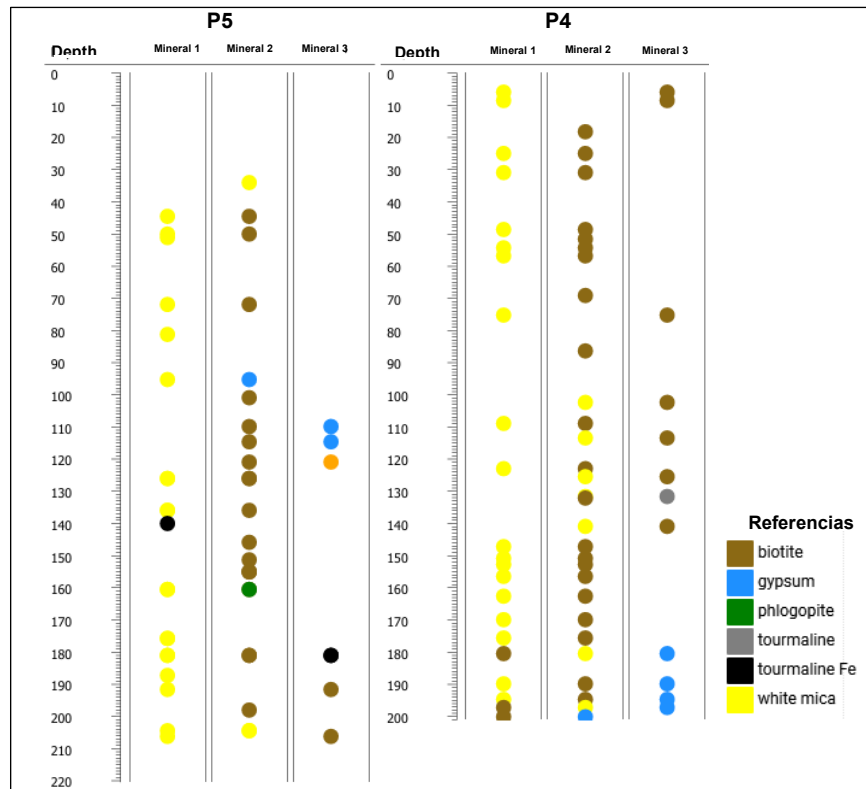 P5 P4
Depth Mineral 1 Mineral 2 Mineral 3 Depth Mineral 1 Mineral 2 Mineral 3
0 0
10 10
20 20
30 30
40 40
50 50
60 60
70 70
80 80
90 90
100 100
110 110
120 120
130 130
140 140
150 150
160 160
170 170
180 180
190 190
200 200
210
220
Referencias
biotite
gypsum
phlogopite
tourmaline
tourmaline Fe
white mica